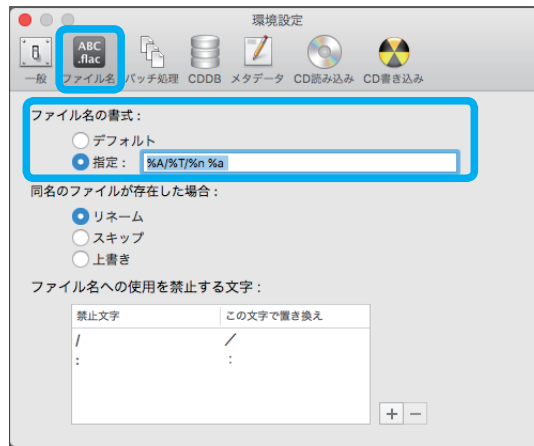 環境設定
ABC
.flac
一般 ファイル名 バッチ処理 CDDB メタデータ CD読み込み CD書き込み
ファイル名の書式：
デフォルト
指定： %A/%T/%n %a
同名のファイルが存在した場合：
リネーム
スキップ
上書き
ファイル名への使用を禁止する文字：
禁止文字 この文字で置き換え
/ ／
: ：
+ −